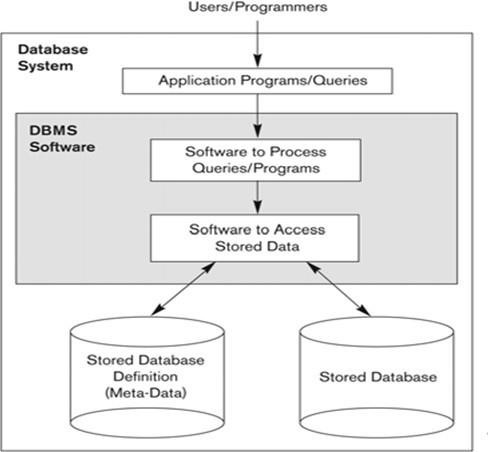 Users/Programmers
Database
System
Application Programs/Queries
DBMS
Software
Software to Process
Queries/Programs
Software to Access
Stored Data
Stored Database
Definition
(Meta-Data)
Stored Database